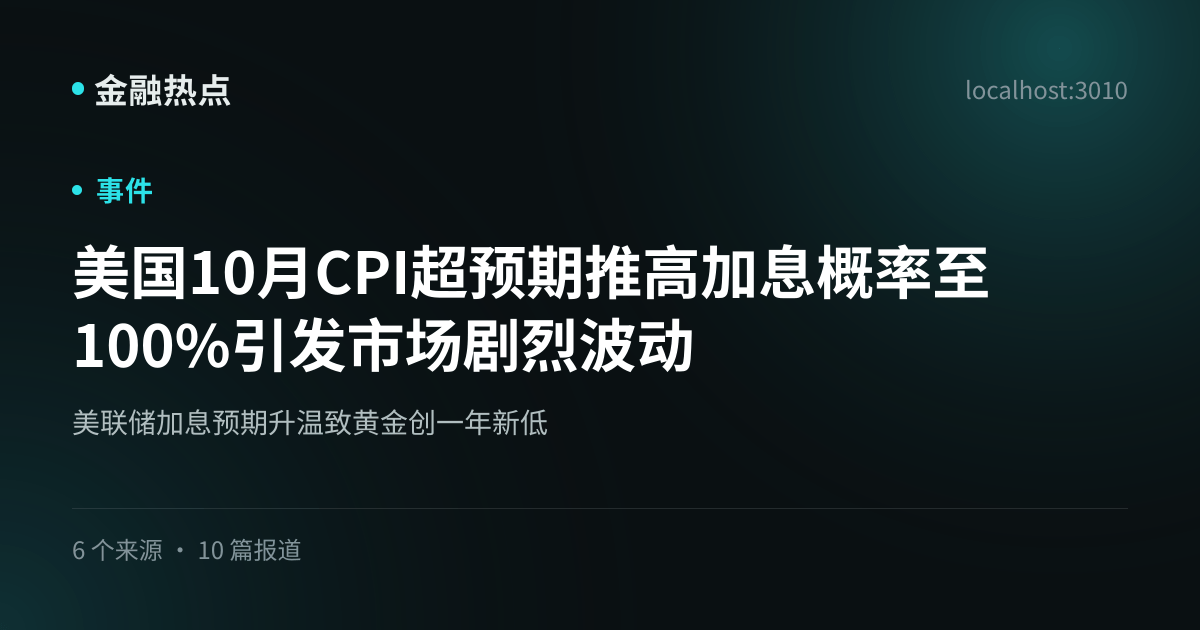 金融热点
localhost:3010
事件
美国10月CPI超预期推高加息概率至
100%引发市场剧烈波动
美联储加息预期升温致黄金创一年新低
6 个来源 · 10 篇报道